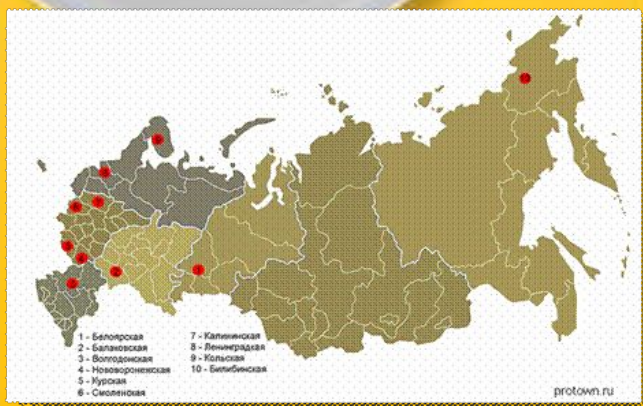 1 - Белоярская
2 - Балаковская
3 - Волгодонская
4 - Нововоронежская
5 - Курская
6 - Смоленская
7 - Калининская
8 - Ленинградская
9 - Кольская
10 - Билибинская
protown.ru